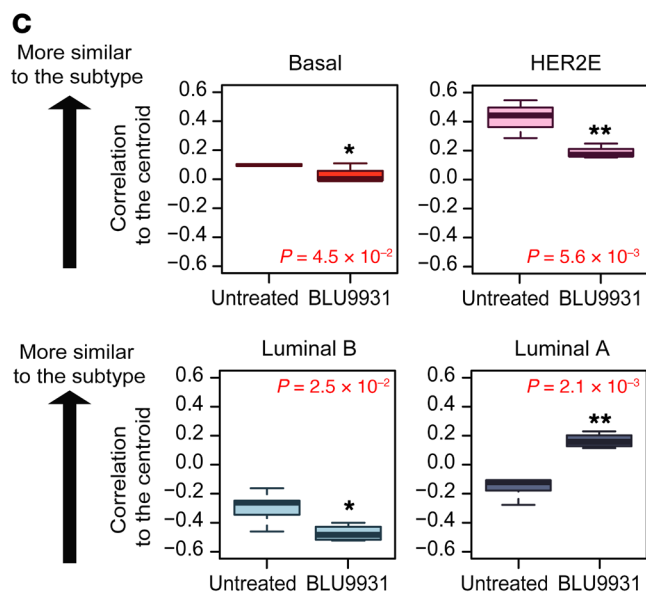 C
More similar
to the subtype
Correlation
to the centroid
Basal
0.6
0.4
0.2
0.0
−0.2
−0.4
−0.6
*
P = 4.5 × 10⁻²
Untreated BLU9931
HER2E
0.6
0.4
0.2
0.0
−0.2
−0.4
−0.6
**
P = 5.6 × 10⁻³
Untreated BLU9931
More similar
to the subtype
Correlation
to the centroid
Luminal B
0.6
0.4
0.2
0.0
−0.2
−0.4
−0.6
P = 2.5 × 10⁻²
*
Untreated BLU9931
Luminal A
0.6
0.4
0.2
0.0
−0.2
−0.4
−0.6
P = 2.1 × 10⁻³
**
Untreated BLU9931